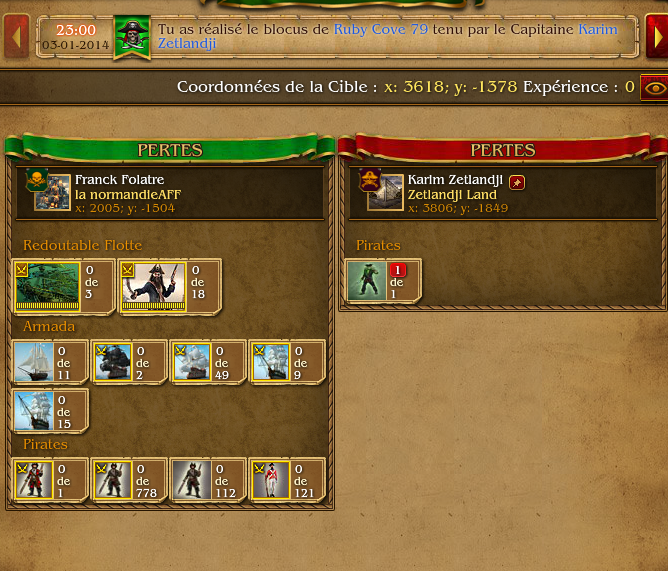 23:00
03-01-2014
Tu as réalisé le blocus de Ruby Cove 79 tenu par le Capitaine Karim
Zetlandji
Coordonnées de la Cible : x: 3618; y: -1378 Expérience : 0
PERTES
Franck Folatre
la normandieAFF
x: 2005; y: -1504
Redoutable Flotte
0
de
3
0
de
18
Armada
0
de
11
0
de
2
0
de
49
0
de
9
0
de
15
Pirates
0
de
1
0
de
778
0
de
112
0
de
121
PERTES
Karim Zetlandji
Zetlandji Land
x: 3806; y: -1849
Pirates
1
de
1